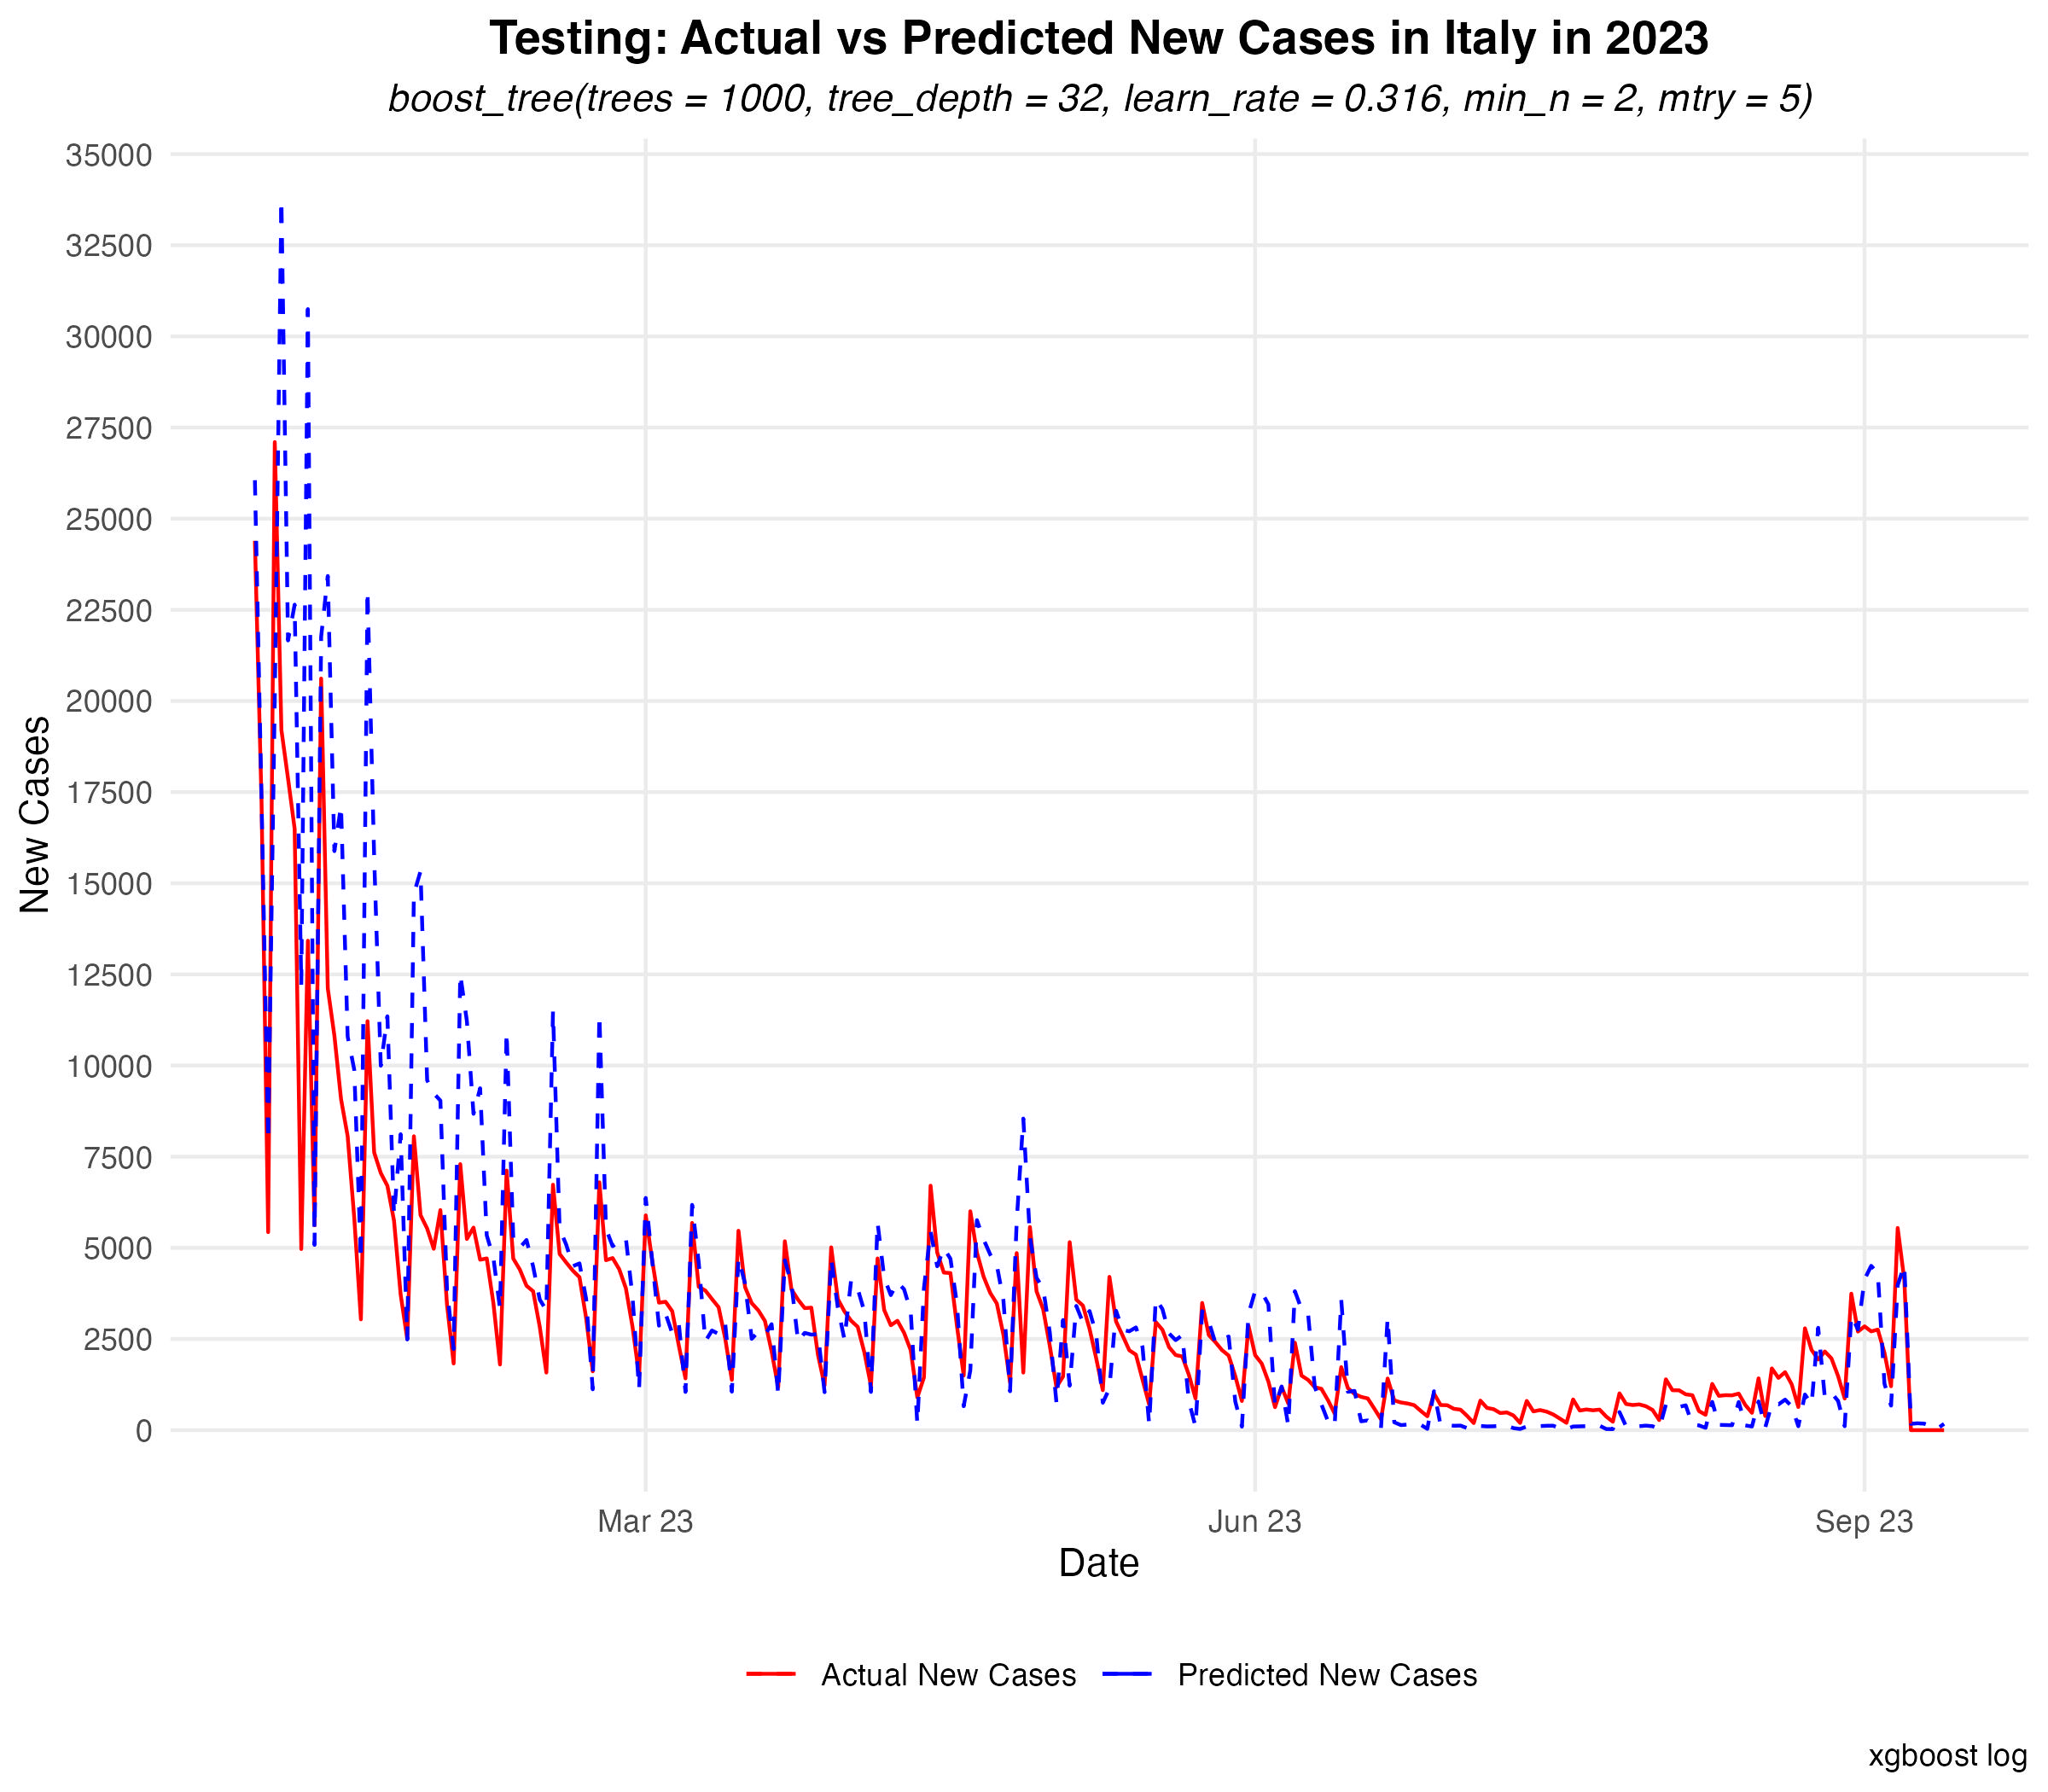 Testing: Actual vs Predicted New Cases in Italy in 2023
boost_tree(trees = 1000, tree_depth = 32, learn_rate = 0.316, min_n = 2, mtry = 5)
35000
32500
30000
27500
25000
22500
20000
17500
15000
12500
10000
7500
5000
2500
0
New Cases
Mar 23
Jun 23
Sep 23
Date
Actual New Cases
Predicted New Cases
xgboost log